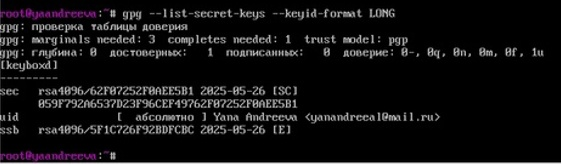 root@yaandreeva:~# gpg --list-secret-keys --keyid-format LONG
gpg: проверка таблицы доверия
gpg: marginals needed: 3  completes needed: 1  trust model: pgp
gpg: глубина: 0  достоверных:   1  подписанных:   0  доверие: 0-, 0q, 0n, 0m, 0f, 1u
[keyboxd]
---------
sec   rsa4096/62F07252F0AEE5B1 2025-05-26 [SC]
      059F792A6537D23F96CEF49762F07252F0AEE5B1
uid              [  абсолютно ] Yana Andreeva <yanandreeal@mail.ru>
ssb   rsa4096/5F1C726F92BDFCBC 2025-05-26 [E]
root@yaandreeva:~#